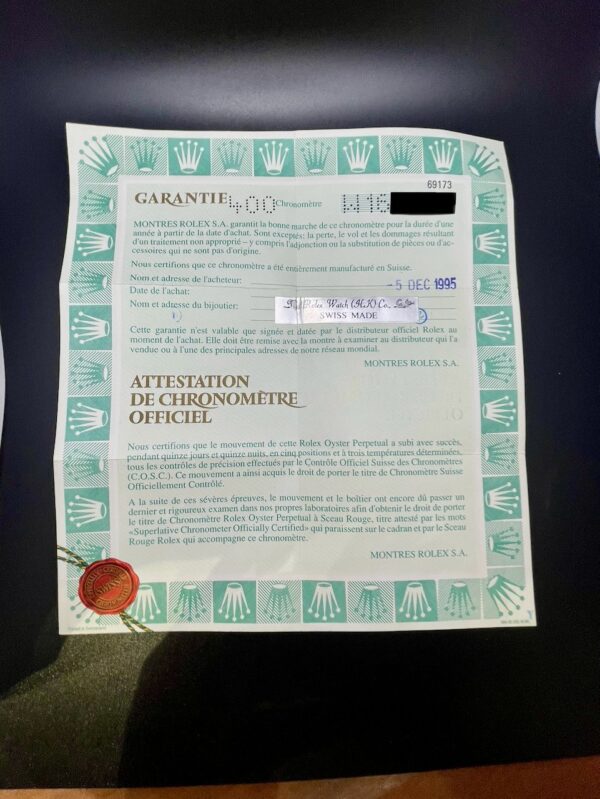 69173
GARANTIE 400 Chronomètre W16
MONTRES ROLEX S.A. garantit la bonne marche de ce chronomètre pour la durée d'une
année à partir de la date d'achat. Sont exceptés: la perte, le vol et les dommages résultant
d'un traitement non approprié – y compris l'adjonction ou la substitution de pièces ou d'ac-
cessoires qui ne sont pas d'origine.
Nous certifions que ce chronomètre a été entièrement manufacturé en Suisse.
Nom et adresse de l'acheteur:
Date de l'achat: - 5 DEC 1995
Nom et adresse du bijoutier: Rolex Watch (H.K) Co.
SWISS MADE
Cette garantie n'est valable que signée et datée par le distributeur officiel Rolex au
moment de l'achat. Elle doit être remise avec la montre à examiner au distributeur qui l'a
vendue ou à l'une des principales adresses de notre réseau mondial.
MONTRES ROLEX S.A.
ATTESTATION
DE CHRONOMÈTRE
OFFICIEL
Nous certifions que le mouvement de cette Rolex Oyster Perpetual a subi avec succès,
pendant quinze jours et quinze nuits, en cinq positions et à trois températures déterminées,
tous les contrôles de précision effectués par le Contrôle Officiel Suisse des Chronomètres
(C.O.S.C.). Ce mouvement a ainsi acquis le droit de porter le titre de Chronomètre Suisse
Officiellement Contrôlé.
A la suite de ces sévères épreuves, le mouvement et le boîtier ont encore dû passer un
dernier et rigoureux examen dans nos propres laboratoires afin d'obtenir le droit de porter
le titre de Chronomètre Rolex Oyster Perpetual à Sceau Rouge, titre attesté par les mots
«Superlative Chronometer Officially Certified» qui paraissent sur le cadran et par le Sceau
Rouge Rolex qui accompagne ce chronomètre.
MONTRES ROLEX S.A.